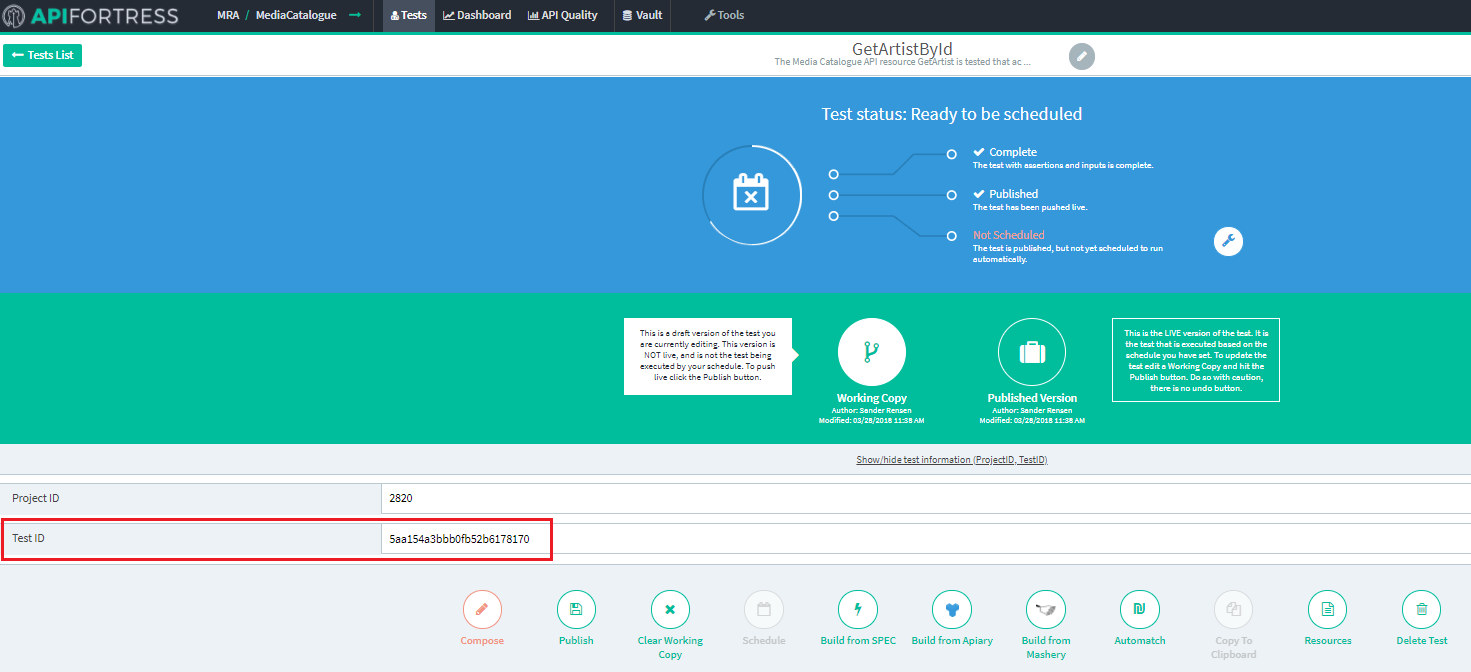 APIFORTRESS MRA / MediaCatalogue Tests Dashboard API Quality Vault Tools
Tests List
GetArtistById
The Media Catalogue API resource GetArtist is tested that ac ...
Test status: Ready to be scheduled
Complete
The test with assertions and inputs is complete.
Published
The test has been pushed live.
Not Scheduled
The test is published, but not yet scheduled to run
automatically.
This is a draft version of the test you
are currently editing. This version is
NOT live, and is not the test being
executed by your schedule. To push
live click the Publish button.
Working Copy
Author: Sander Rensen
Modified: 03/28/2018 11:38 AM
Published Version
Author: Sander Rensen
Modified: 03/28/2018 11:38 AM
This is the LIVE version of the test. It is
the test that is executed based on the
schedule you have set. To update the
test edit a Working Copy and hit the
Publish button. Do so with caution,
there is no undo button.
Show/hide test information (ProjectID, TestID)
Project ID 2820
Test ID 5aa154a3bbb0fb52b6178170
Compose
Publish
Clear Working
Copy
Schedule
Build from SPEC
Build from Apiary
Build from
Mashery
Automatch
Copy To
Clipboard
Resources
Delete Test